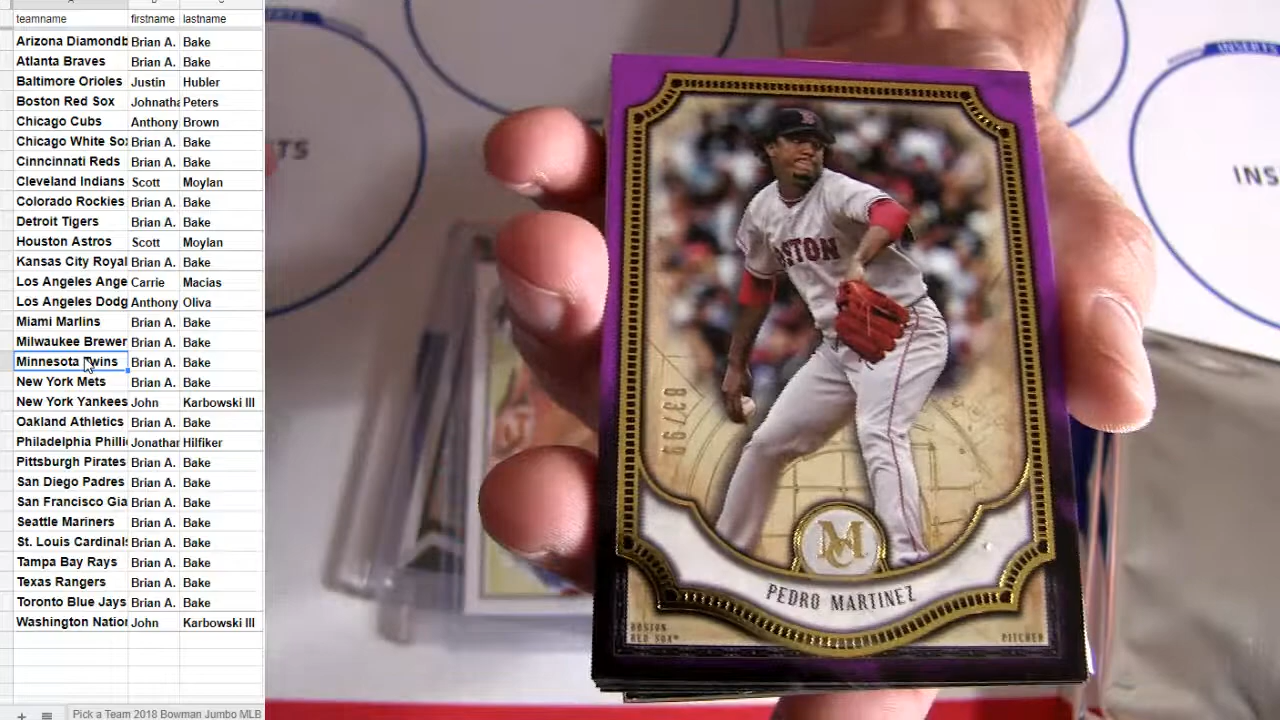 teamname firstname lastname
Arizona Diamondb Brian A. Bake
Atlanta Braves Brian A. Bake
Baltimore Orioles Justin Hubler
Boston Red Sox Johnatha Peters
Chicago Cubs Anthony Brown
Chicago White So Brian A. Bake
Cinncinnati Reds Brian A. Bake
Cleveland Indians Scott Moylan
Colorado Rockies Brian A. Bake
Detroit Tigers Brian A. Bake
Houston Astros Scott Moylan
Kansas City Royal Brian A. Bake
Los Angeles Ange Carrie Macias
Los Angeles Dodg Anthony Oliva
Miami Marlins Brian A. Bake
Milwaukee Brewer Brian A. Bake
Minnesota Twins Brian A. Bake
New York Mets Brian A. Bake
New York Yankees John Karbowski III
Oakland Athletics Brian A. Bake
Philadelphia Philli Jonathan Hilfiker
Pittsburgh Pirates Brian A. Bake
San Diego Padres Brian A. Bake
San Francisco Gia Brian A. Bake
Seattle Mariners Brian A. Bake
St. Louis Cardinals Brian A. Bake
Tampa Bay Rays Brian A. Bake
Texas Rangers Brian A. Bake
Toronto Blue Jays Brian A. Bake
Washington Nation John Karbowski III
Pick a Team 2018 Bowman Jumbo MLB
BOSTON
83/99
MC
PEDRO MARTINEZ
BOSTON
RED SOX
PITCHER
INSERTS
INS